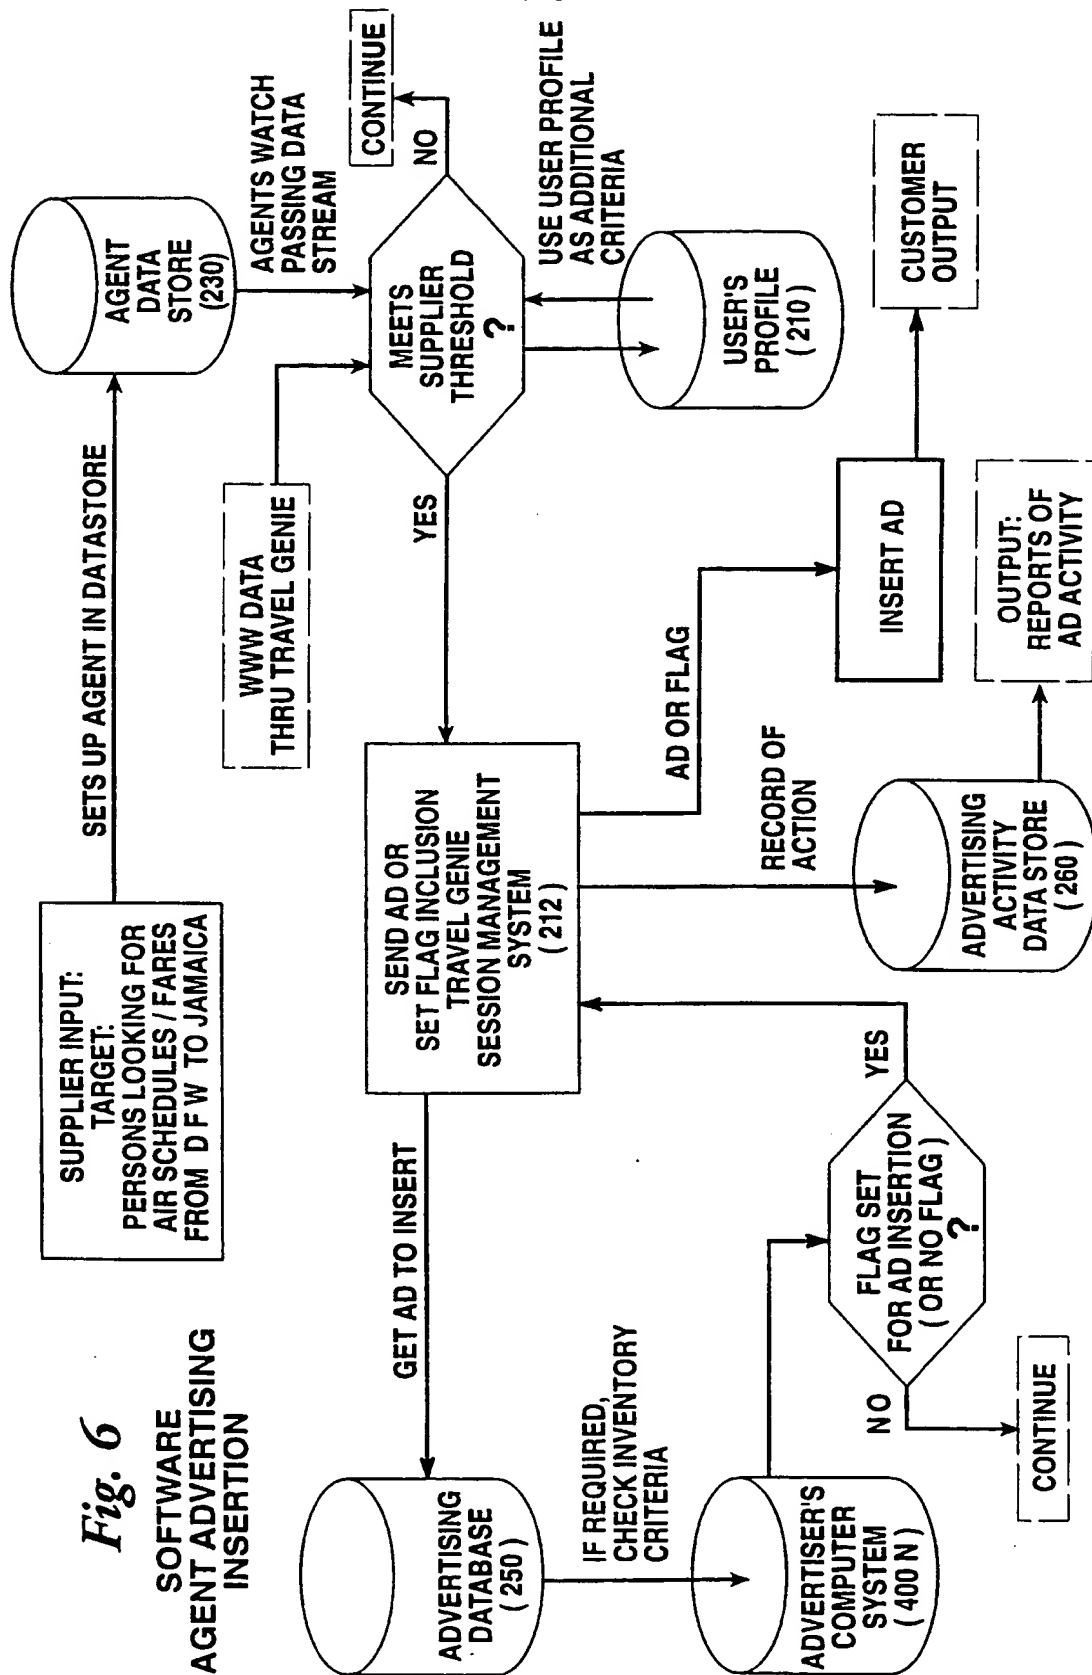 Fig. 6
SOFTWARE
AGENT ADVERTISING
INSERTION
SUPPLIER INPUT:
TARGET:
PERSONS LOOKING FOR
AIR SCHEDULES / FARES
FROM D F W TO JAMAICA
SETS UP AGENT IN DATASTORE
AGENT
DATA
STORE
(230)
WWW DATA
THRU TRAVEL GENIE
AGENTS WATCH
PASSING DATA
STREAM
MEETS
SUPPLIER
THRESHOLD
?
NO
CONTINUE
YES
USE USER PROFILE
AS ADDITIONAL
CRITERIA
USER'S
PROFILE
( 210 )
SEND AD OR
SET FLAG INCLUSION
TRAVEL GENIE
SESSION MANAGEMENT
SYSTEM
( 212 )
GET AD TO INSERT
ADVERTISING
DATABASE
( 250 )
IF REQUIRED,
CHECK INVENTORY
CRITERIA
ADVERTISER'S
COMPUTER
SYSTEM
( 400 N )
FLAG SET
FOR AD INSERTION
( OR NO FLAG )
?
YES
NO
CONTINUE
RECORD OF
ACTION
ADVERTISING
ACTIVITY
DATA STORE
( 260 )
OUTPUT:
REPORTS OF
AD ACTIVITY
AD OR FLAG
INSERT AD
CUSTOMER
OUTPUT